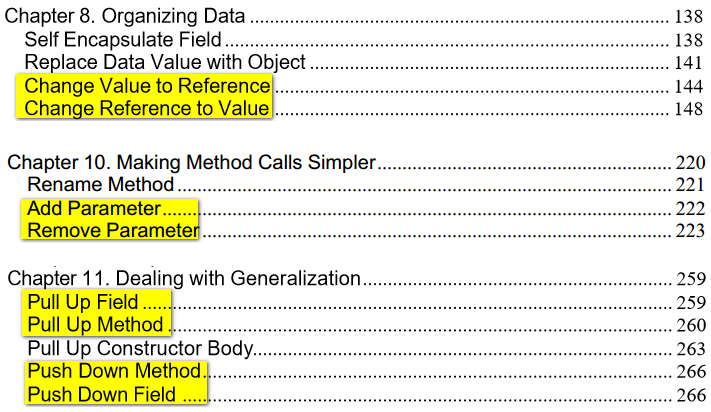 Chapter 8. Organizing Data ........................................................................ 138
Self Encapsulate Field ........................................................................ 138
Replace Data Value with Object ........................................................................ 141
Change Value to Reference ........................................................................ 144
Change Reference to Value ........................................................................ 148
Chapter 10. Making Method Calls Simpler ........................................................................ 220
Rename Method ........................................................................ 221
Add Parameter ........................................................................ 222
Remove Parameter ........................................................................ 223
Chapter 11. Dealing with Generalization ........................................................................ 259
Pull Up Field ........................................................................ 259
Pull Up Method ........................................................................ 260
Pull Up Constructor Body ........................................................................ 263
Push Down Method ........................................................................ 266
Push Down Field ........................................................................ 266